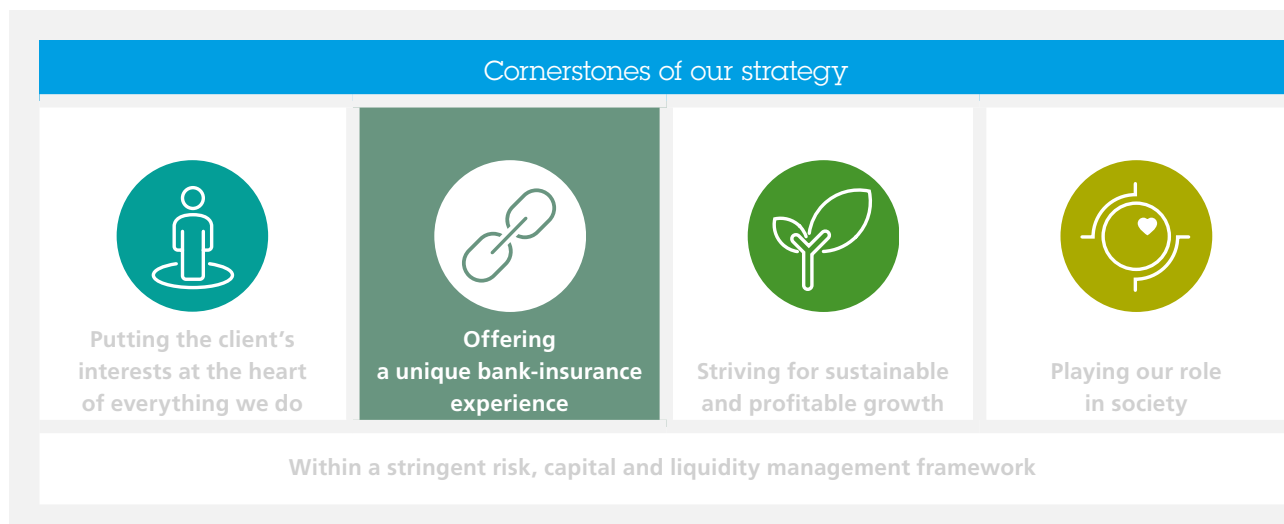 Cornerstones of our strategy
Putting the client's
interests at the heart
of everything we do
Offering
a unique bank-insurance
experience
Striving for sustainable
and profitable growth
Playing our role
in society
Within a stringent risk, capital and liquidity management framework